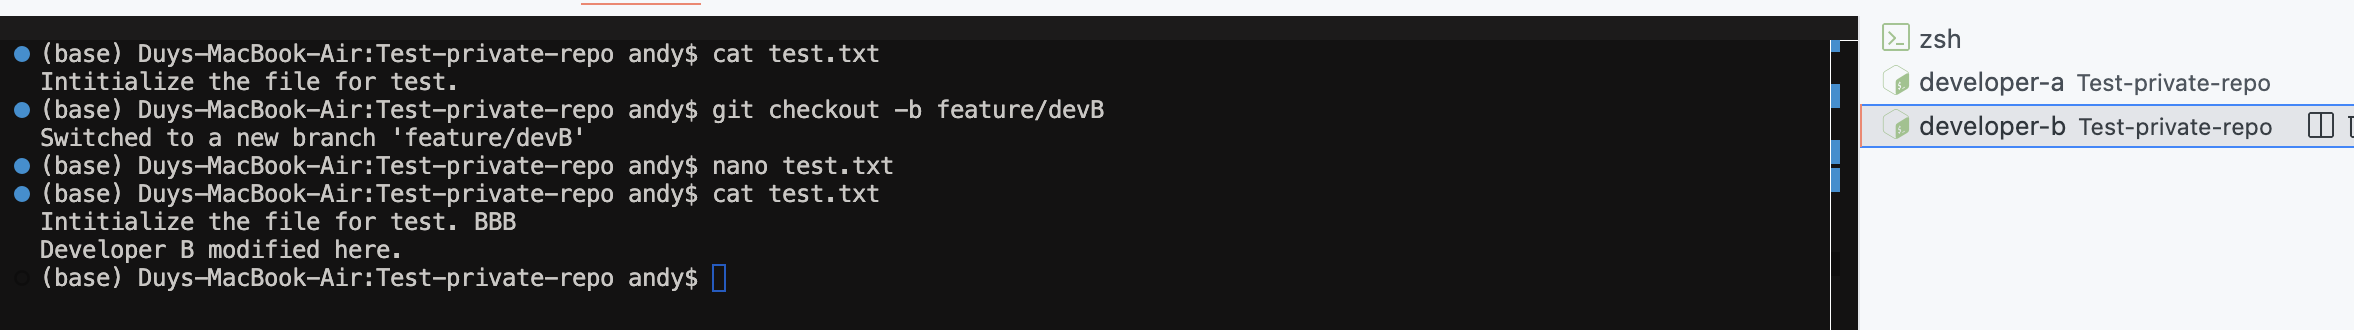 (base) Duys-MacBook-Air:Test-private-repo andy$ cat test.txt
Intitialize the file for test.
(base) Duys-MacBook-Air:Test-private-repo andy$ git checkout -b feature/devB
Switched to a new branch 'feature/devB'
(base) Duys-MacBook-Air:Test-private-repo andy$ nano test.txt
(base) Duys-MacBook-Air:Test-private-repo andy$ cat test.txt
Intitialize the file for test. BBB
Developer B modified here.
(base) Duys-MacBook-Air:Test-private-repo andy$
zsh
developer-a Test-private-repo
developer-b Test-private-repo